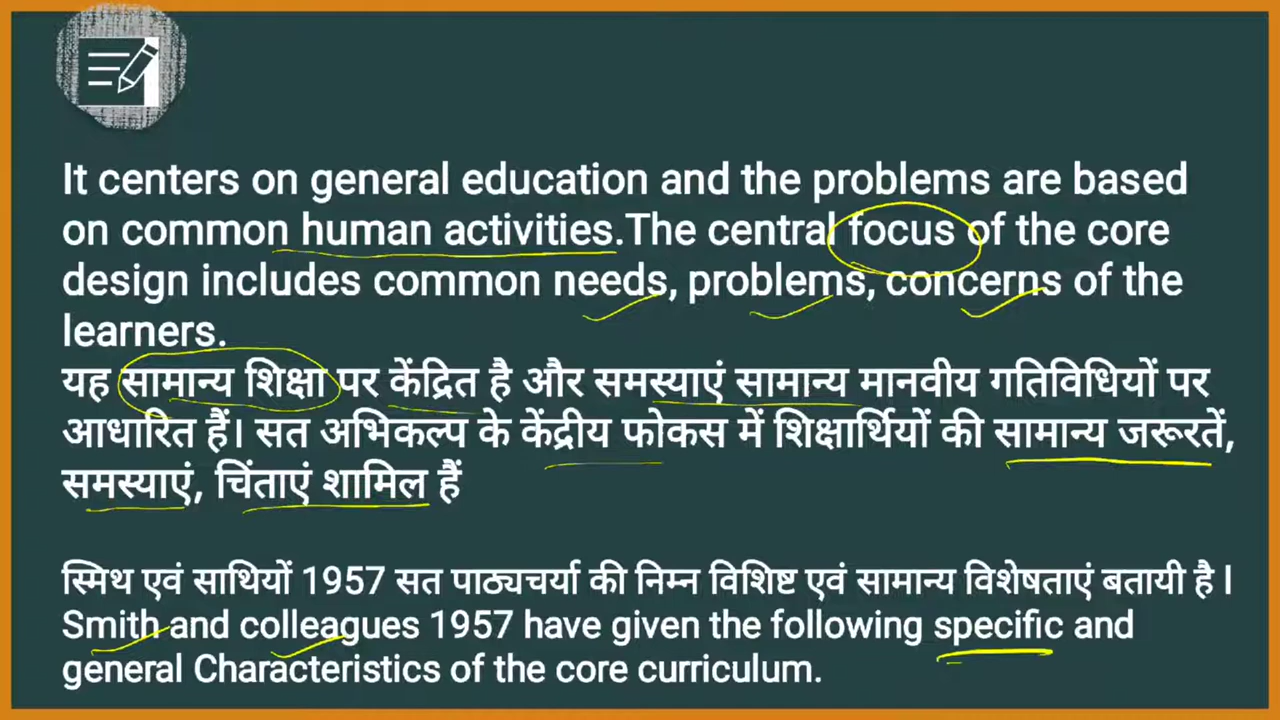 It centers on general education and the problems are based
on common human activities.The central focus of the core
design includes common needs, problems, concerns of the
learners.
यह सामान्य शिक्षा पर केंद्रित है और समस्याएं सामान्य मानवीय गतिविधियों पर
आधारित हैं। सत अभिकल्प के केंद्रीय फोकस में शिक्षार्थियों की सामान्य जरूरतें,
समस्याएं, चिंताएं शामिल हैं
स्मिथ एवं साथियों 1957 सत पाठ्यचर्या की निम्न विशिष्ट एवं सामान्य विशेषताएं बतायी है ।
Smith and colleagues 1957 have given the following specific and
general Characteristics of the core curriculum.